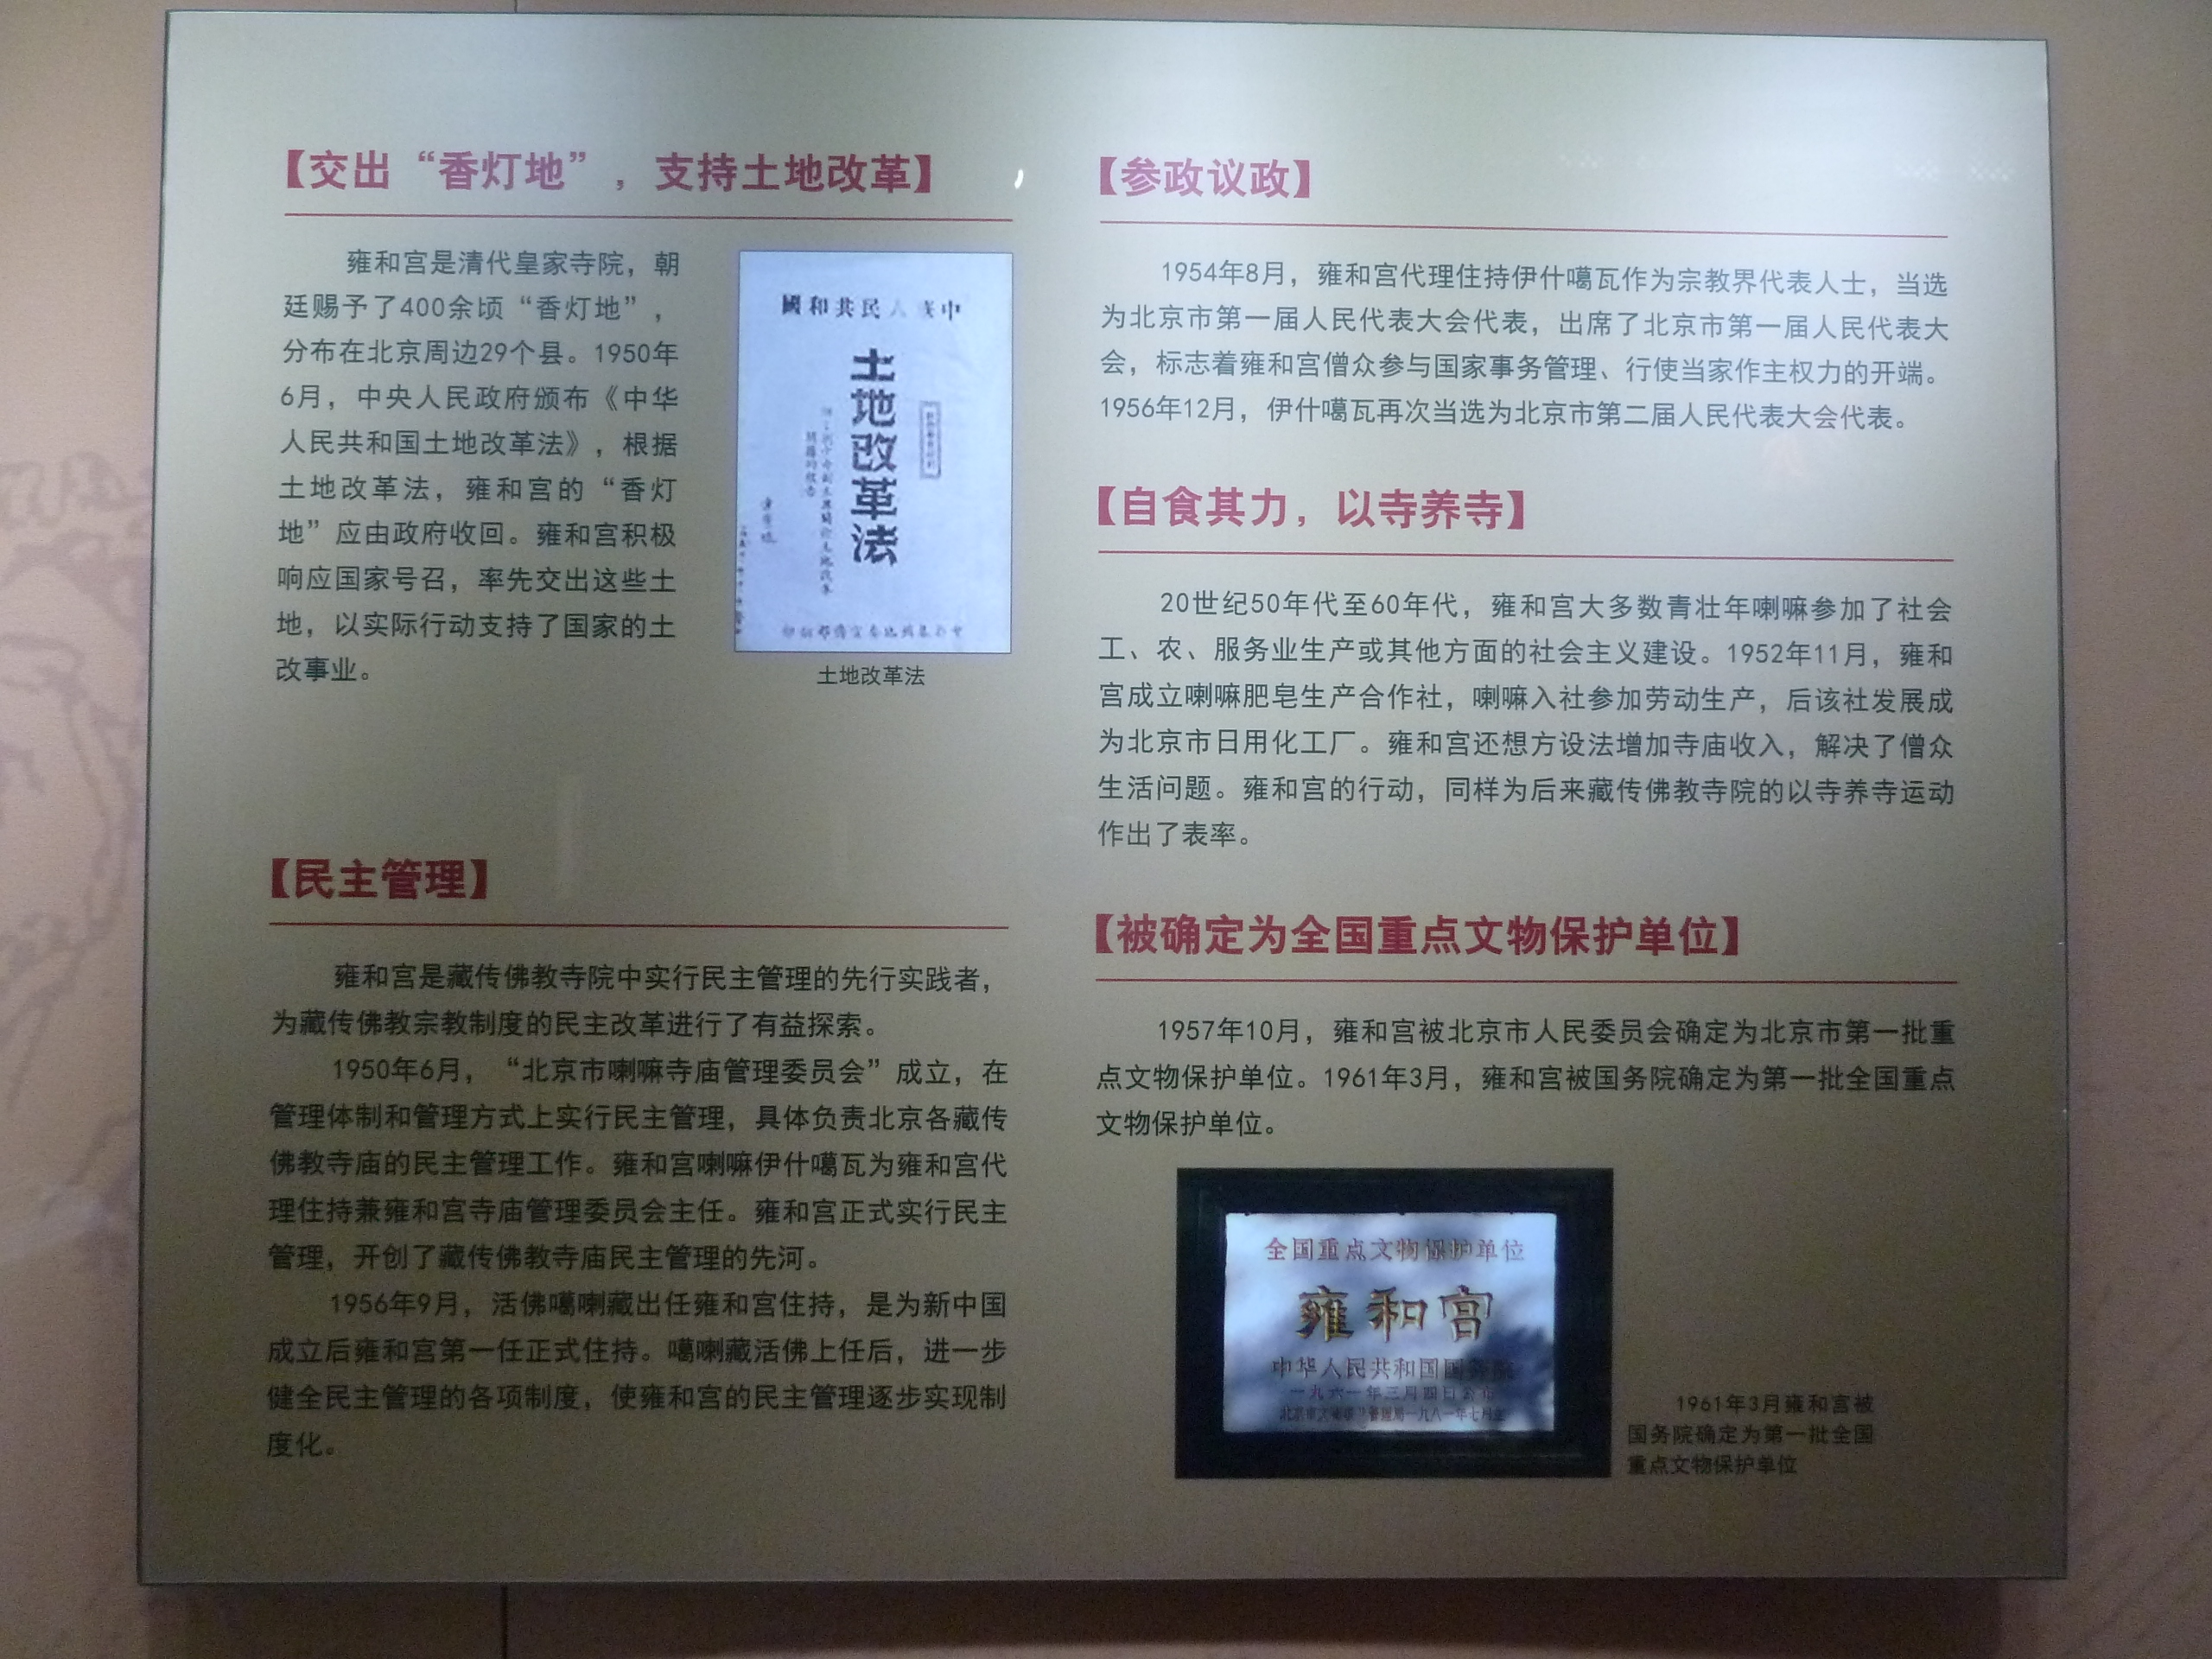 【交出“香灯地”，支持土地改革】
雍和宫是清代皇家寺院，朝
廷赐予了400余顷“香灯地”，
分布在北京周边29个县。1950年
6月，中央人民政府颁布《中华
人民共和国土地改革法》，根据
土地改革法，雍和宫的“香灯
地”应由政府收回。雍和宫积极
响应国家号召，率先交出这些土
地，以实际行动支持了国家的土
改事业。
國和共民人 中
土地改革法
土地改革法
【民主管理】
雍和宫是藏传佛教寺院中实行民主管理的先行实践者，
为藏传佛教宗教制度的民主改革进行了有益探索。
1950年6月，“北京市喇嘛寺庙管理委员会”成立，在
管理体制和管理方式上实行民主管理，具体负责北京各藏传
佛教寺庙的民主管理工作。雍和宫喇嘛伊什噶瓦为雍和宫代
理住持兼雍和宫寺庙管理委员会主任。雍和宫正式实行民主
管理，开创了藏传佛教寺庙民主管理的先河。
1956年9月，活佛噶喇藏出任雍和宫住持，是为新中国
成立后雍和宫第一任正式住持。噶喇藏活佛上任后，进一步
健全民主管理的各项制度，使雍和宫的民主管理逐步实现制
度化。
【参政议政】
1954年8月，雍和宫代理住持伊什噶瓦作为宗教界代表人士，当选
为北京市第一届人民代表大会代表，出席了北京市第一届人民代表大
会，标志着雍和宫僧众参与国家事务管理、行使当家作主权力的开端。
1956年12月，伊什噶瓦再次当选为北京市第二届人民代表大会代表。
【自食其力，以寺养寺】
20世纪50年代至60年代，雍和宫大多数青壮年喇嘛参加了社会
工、农、服务业生产或其他方面的社会主义建设。1952年11月，雍和
宫成立喇嘛肥皂生产合作社，喇嘛入社参加劳动生产，后该社发展成
为北京市日用化工厂。雍和宫还想方设法增加寺庙收入，解决了僧众
生活问题。雍和宫的行动，同样为后来藏传佛教寺院的以寺养寺运动
作出了表率。
【被确定为全国重点文物保护单位】
1957年10月，雍和宫被北京市人民委员会确定为北京市第一批重
点文物保护单位。1961年3月，雍和宫被国务院确定为第一批全国重点
文物保护单位。
全国重点文物保护单位
雍和宫
中华人民共和国国务院
一九六一年三月四日公布
1961年3月雍和宫被
国务院确定为第一批全国
重点文物保护单位